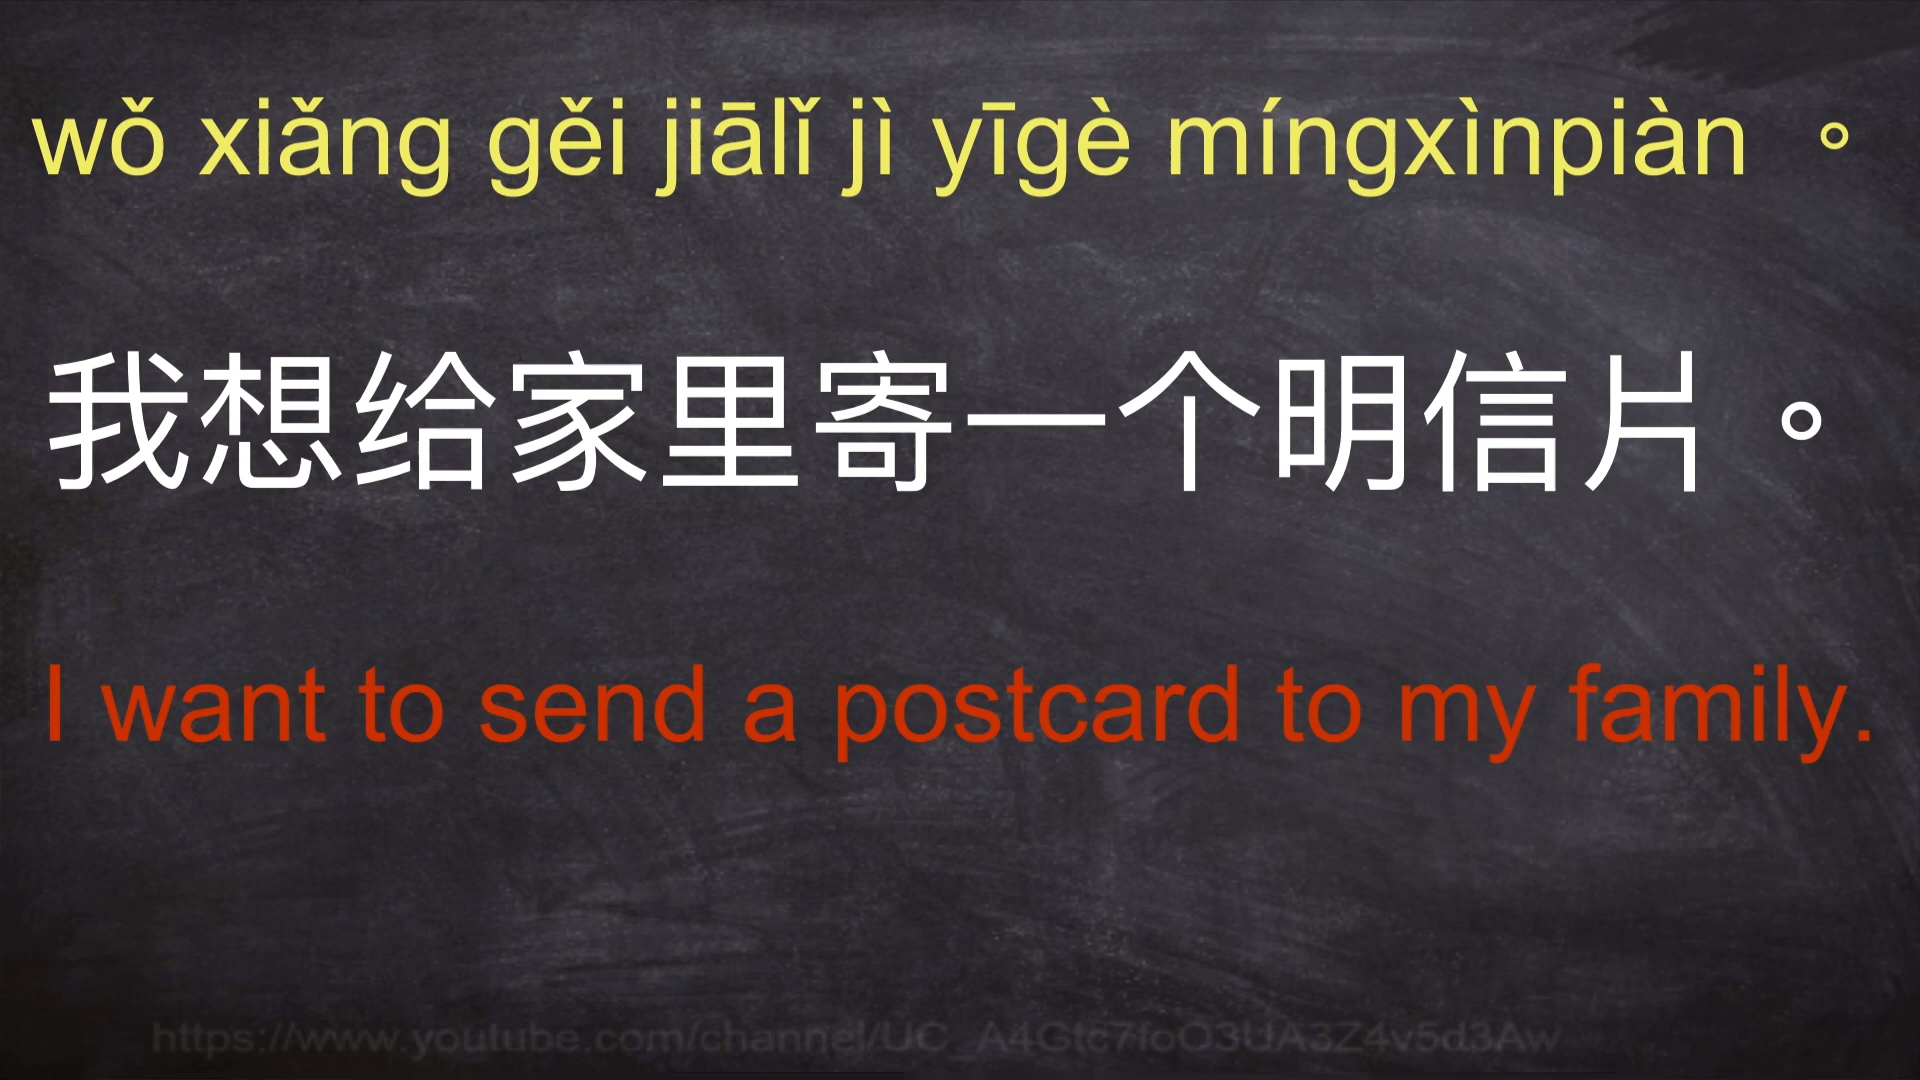 wǒ xiǎng gěi jiālǐ jì yīgè míngxìnpiàn 。
我想给家里寄一个明信片。
I want to send a postcard to my family.
https://www.youtube.com/channel/UC_A4Gtc7foO3UA3Z4v5d3Aw